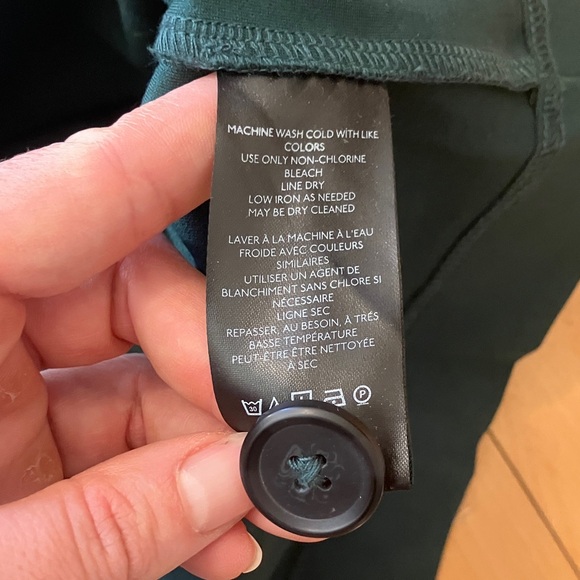 MACHINE WASH COLD WITH LIKE
COLORS
USE ONLY NON-CHLORINE
BLEACH
LINE DRY
LOW IRON AS NEEDED
MAY BE DRY CLEANED
LAVER À LA MACHINE À L'EAU
FROIDE AVEC COULEURS
SIMILAIRES
UTILISER UN AGENT DE
BLANCHIMENT SANS CHLORE SI
NÉCESSAIRE
LIGNE SEC
REPASSER, AU BESOIN, À TRÉS
BASSE TEMPÉRATURE
PEUT-ÊTRE ÊTRE NETTOYÉE
À SEC
30 P